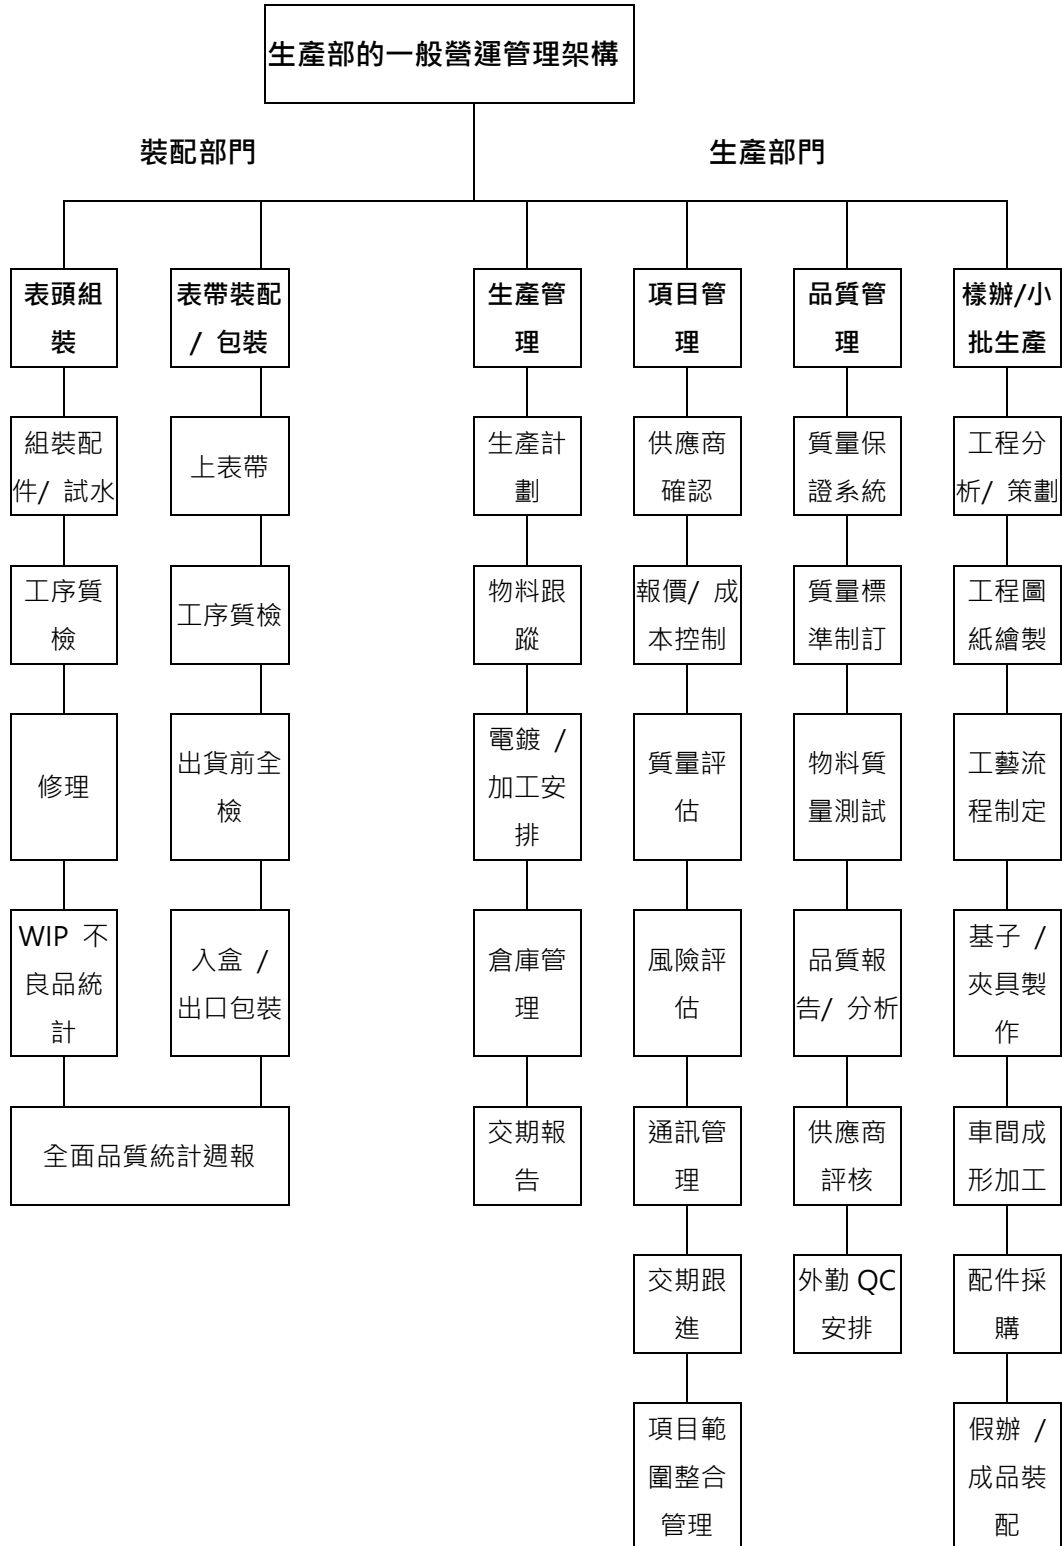 生產部的一般營運管理架構
裝配部門
生產部門
表頭組
裝
表帶裝配
/ 包裝
生產管
理
項目管
理
品質管
理
樣辦/小
批生產
組裝配
件/ 試水
上表帶
生產計
劃
供應商
確認
質量保
證系統
工程分
析/ 策劃
工序質
檢
工序質檢
物料跟
蹤
報價/ 成
本控制
質量標
準制訂
工程圖
紙繪製
修理
出貨前全
檢
電鍍 /
加工安
排
質量評
估
物料質
量測試
工藝流
程制定
WIP 不
良品統
計
入盒 /
出口包裝
倉庫管
理
風險評
估
品質報
告/ 分析
基子 /
夾具製
作
全面品質統計週報
交期報
告
通訊管
理
供應商
評核
車間成
形加工
交期跟
進
外勤 QC
安排
配件採
購
項目範
圍整合
管理
假辦 /
成品裝
配